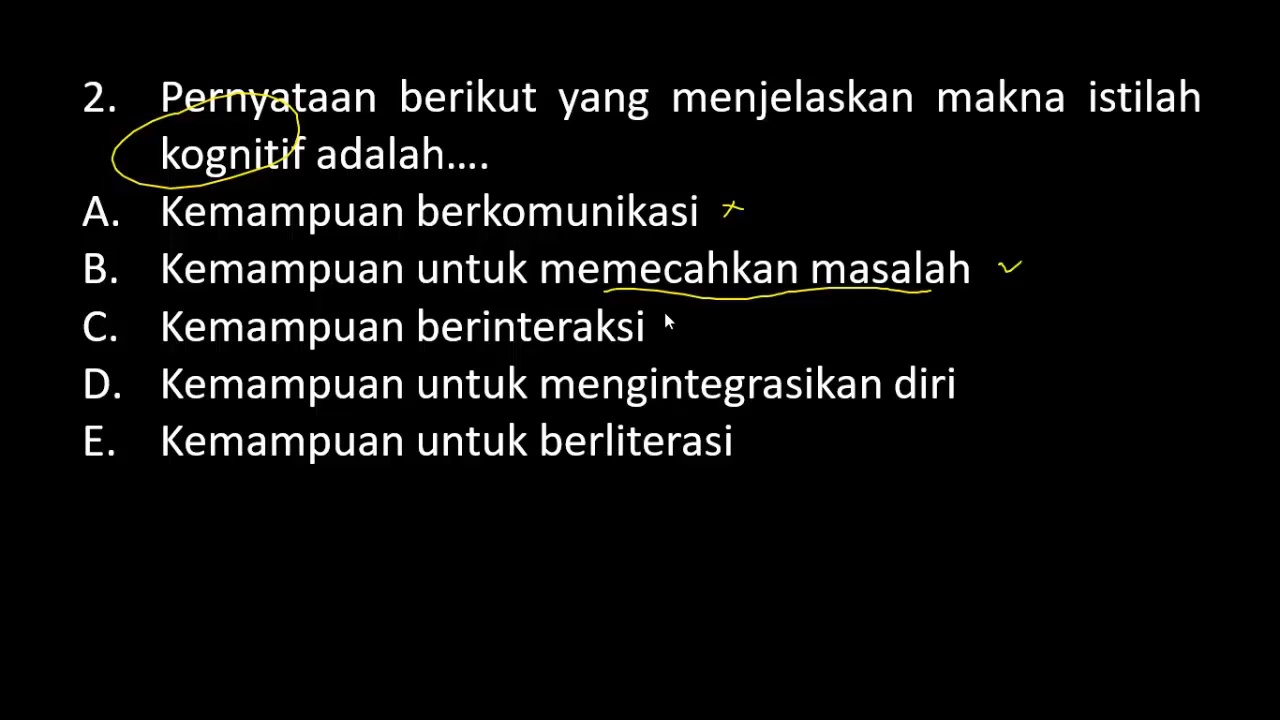 2. Pernyataan berikut yang menjelaskan makna istilah
kognitif adalah....
A. Kemampuan berkomunikasi
B. Kemampuan untuk memecahkan masalah
C. Kemampuan berinteraksi
D. Kemampuan untuk mengintegrasikan diri
E. Kemampuan untuk berliterasi